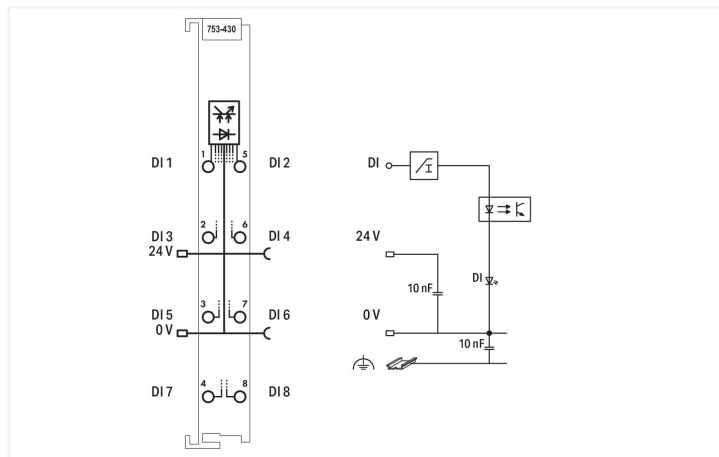 753-430
1 5
DI 1 DI 2
DI
2 6
DI 3 DI 4
24 V
24 V
DI
10 nF
3 7
DI 5 DI 6
0 V
0 V
10 nF
4 8
DI 7 DI 8